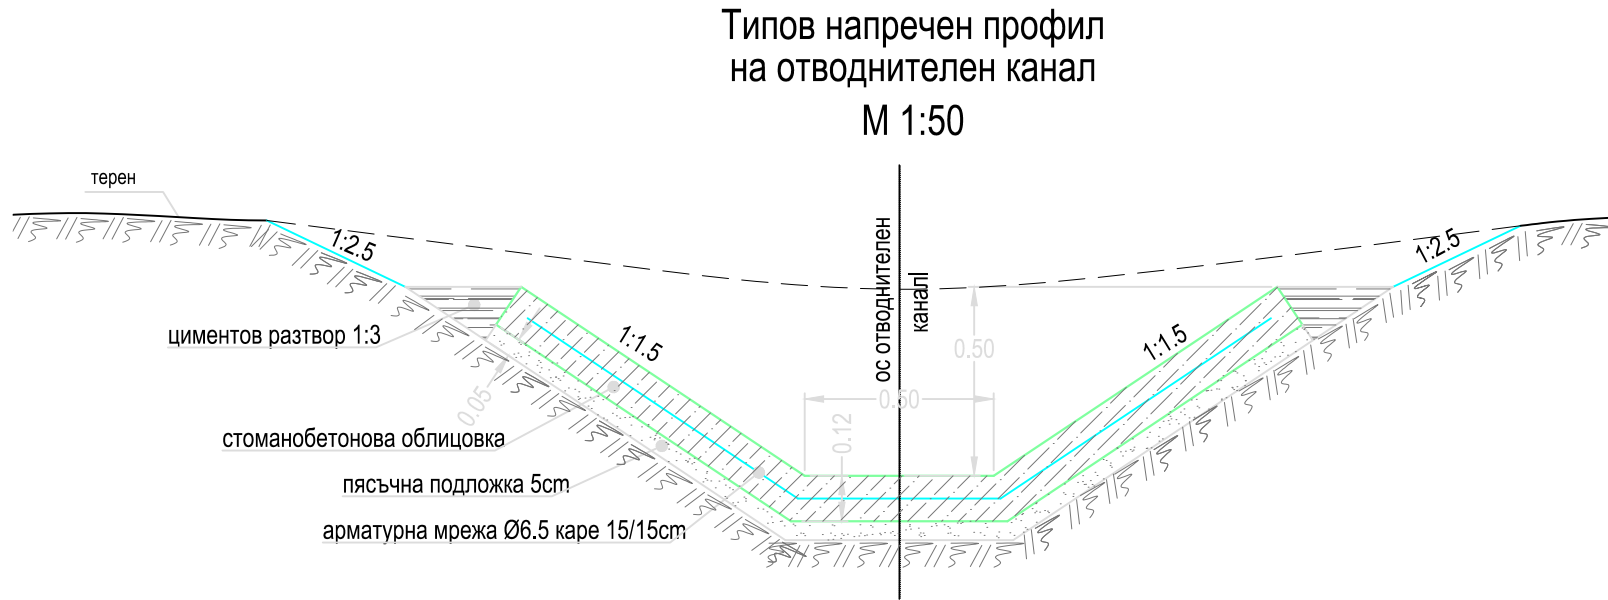 Типов напречен профил
на отводнителен канал
М 1:50
терен
1:2.5
1:2.5
ос отводнителен
каналl
циментов разтвор 1:3
1:1.5
1:1.5
0.50
0.05
0.50
0.12
стоманобетонова облицовка
пясъчна подложка 5cm
арматурна мрежа Ø6.5 каре 15/15cm